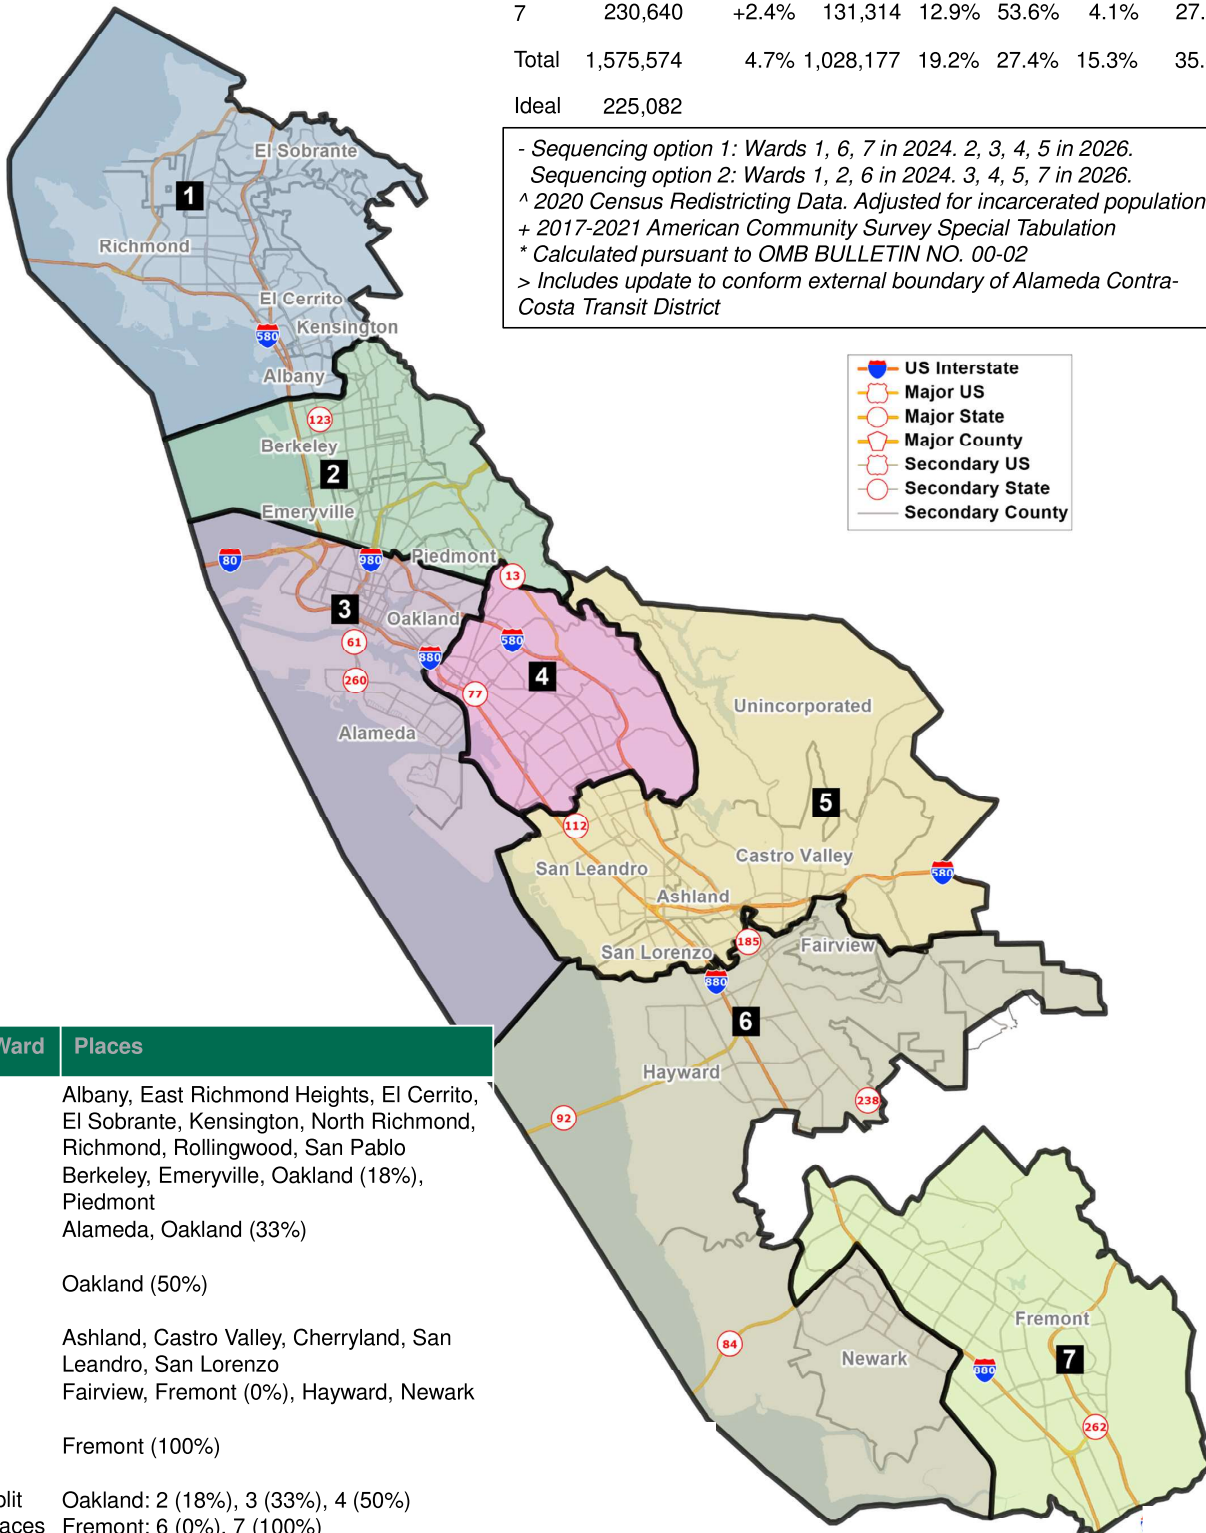 7 230,640 +2.4% 131,314 12.9% 53.6% 4.1% 27.
Total 1,575,574 4.7% 1,028,177 19.2% 27.4% 15.3% 35.
Ideal 225,082
- Sequencing option 1: Wards 1, 6, 7 in 2024. 2, 3, 4, 5 in 2026.
Sequencing option 2: Wards 1, 2, 6 in 2024. 3, 4, 5, 7 in 2026.
^ 2020 Census Redistricting Data. Adjusted for incarcerated population
+ 2017-2021 American Community Survey Special Tabulation
* Calculated pursuant to OMB BULLETIN NO. 00-02
> Includes update to conform external boundary of Alameda Contra-
Costa Transit District
US Interstate
Major US
Major State
Major County
Secondary US
Secondary State
Secondary County
El Sobrante
1
Richmond
El Cerrito
Kensington
580
Albany
123
Berkeley
2
Emeryville
80
980
Piedmont
13
3
Oakland
61
580
880
260
4
77
Alameda
Unincorporated
5
112
Castro Valley
San Leandro
580
Ashland
185
Fairview
San Lorenzo
880
6
Hayward
92
238
84
Newark
Fremont
7
880
262
Ward Places
Albany, East Richmond Heights, El Cerrito,
El Sobrante, Kensington, North Richmond,
Richmond, Rollingwood, San Pablo
Berkeley, Emeryville, Oakland (18%),
Piedmont
Alameda, Oakland (33%)
Oakland (50%)
Ashland, Castro Valley, Cherryland, San
Leandro, San Lorenzo
Fairview, Fremont (0%), Hayward, Newark
Fremont (100%)
plit Oakland: 2 (18%), 3 (33%), 4 (50%)
aces Fremont: 6 (0%), 7 (100%)